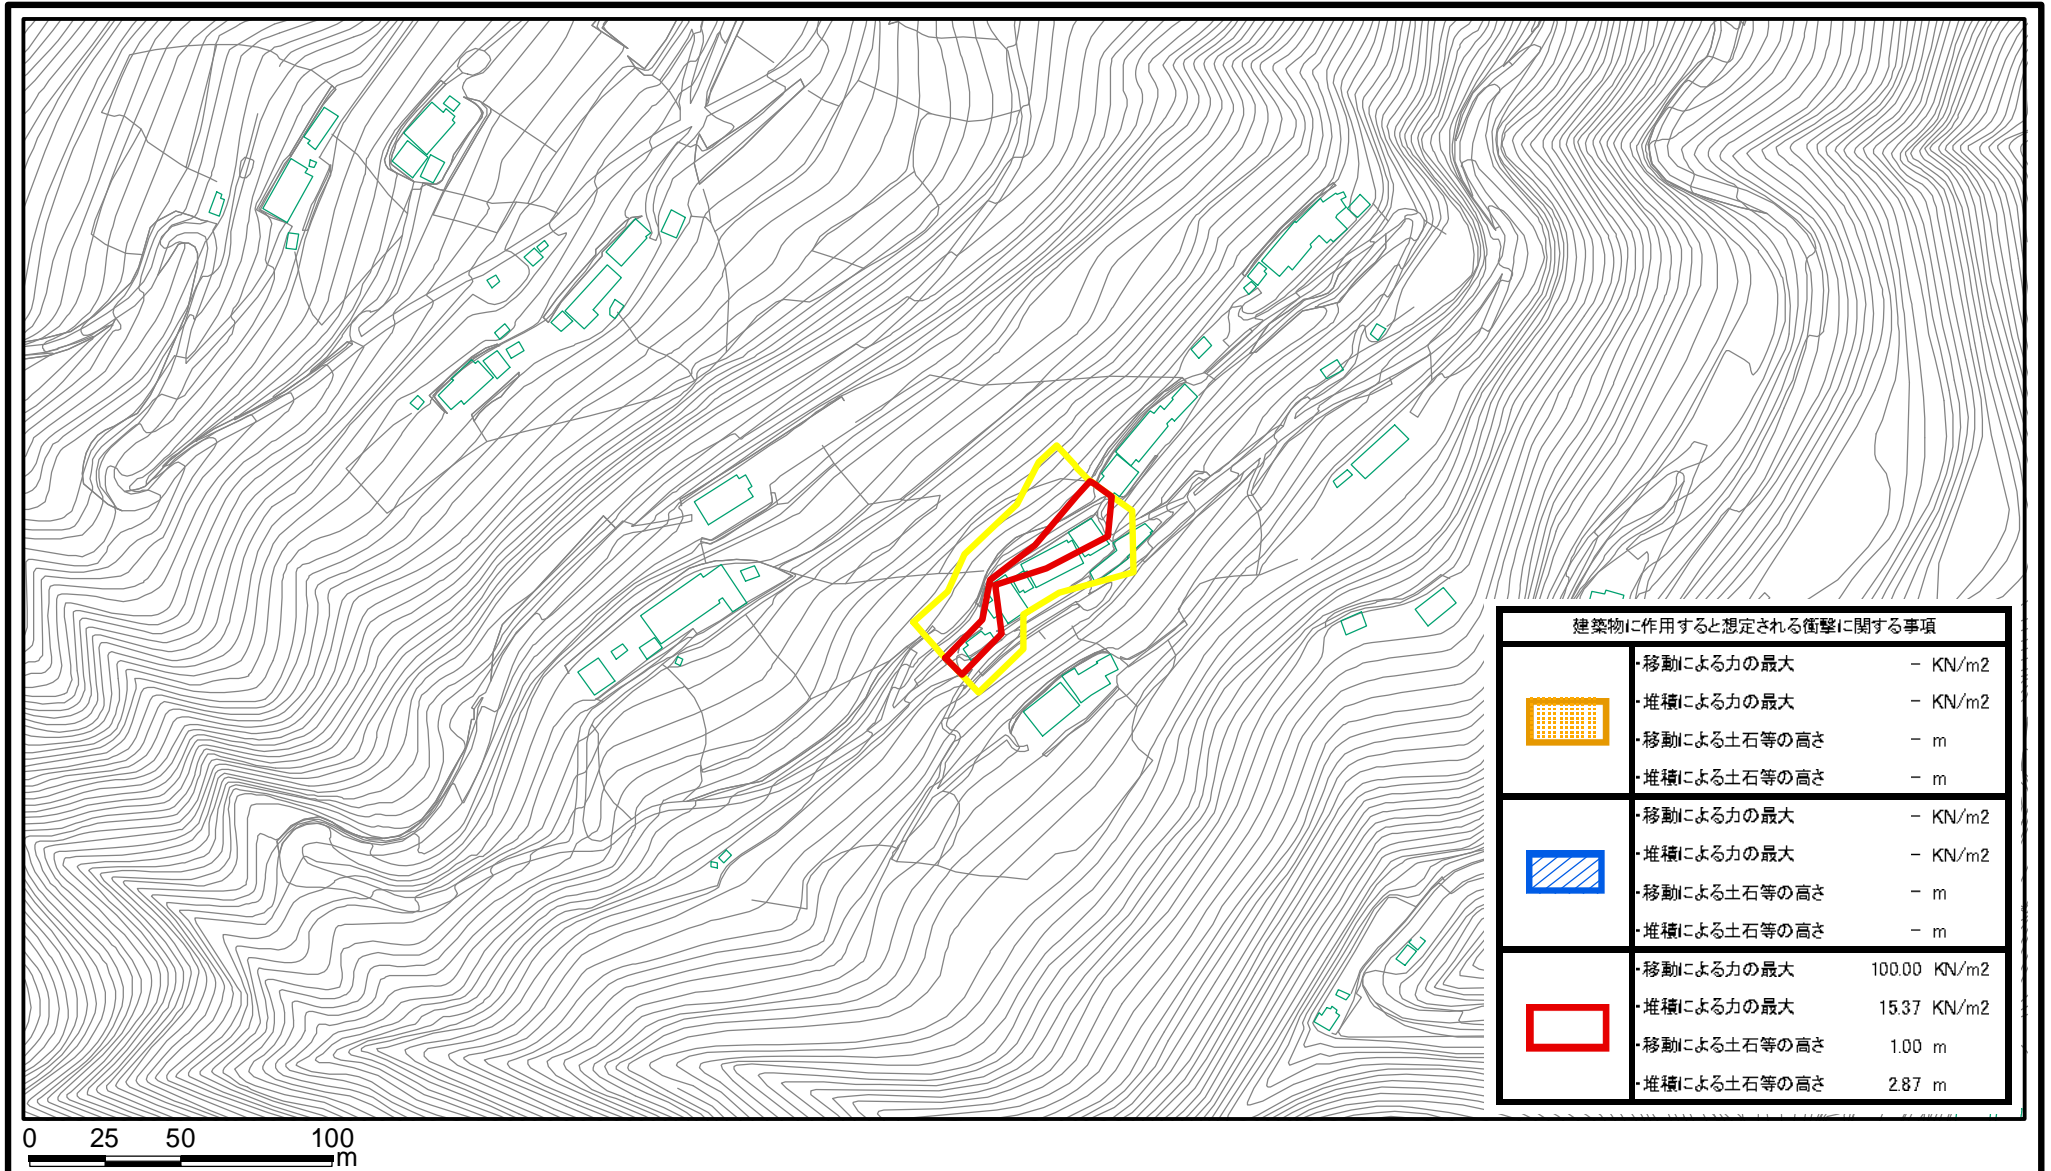 建築物に作用すると想定される衝撃に関する事項
・移動による力の最大 － KN/m2
・堆積による力の最大 － KN/m2
・移動による土石等の高さ － m
・堆積による土石等の高さ － m
・移動による力の最大 － KN/m2
・堆積による力の最大 － KN/m2
・移動による土石等の高さ － m
・堆積による土石等の高さ － m
・移動による力の最大 100.00 KN/m2
・堆積による力の最大 15.37 KN/m2
・移動による土石等の高さ 1.00 m
・堆積による土石等の高さ 2.87 m
0 25 50 100
m